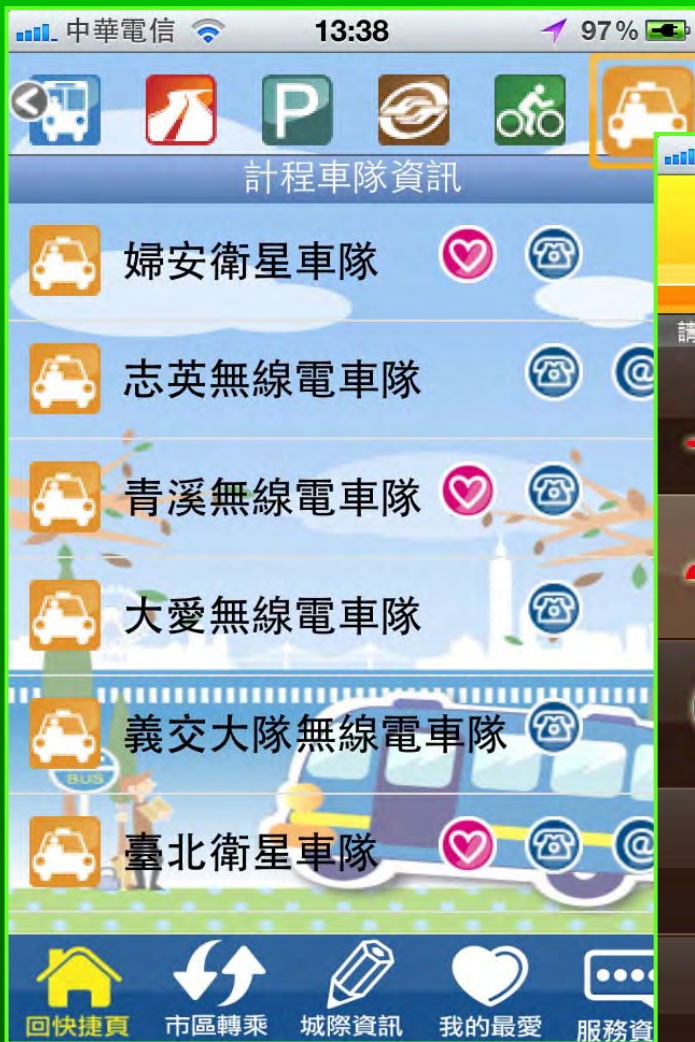 中華電信 13:38 97%
P
計程車隊資訊
婦安衛星車隊
志英無線電車隊
@
青溪無線電車隊
大愛無線電車隊
義交大隊無線電車隊
BUS
臺北衛星車隊
@
回快捷頁 市區轉乘 城際資訊 我的最愛 服務資
請